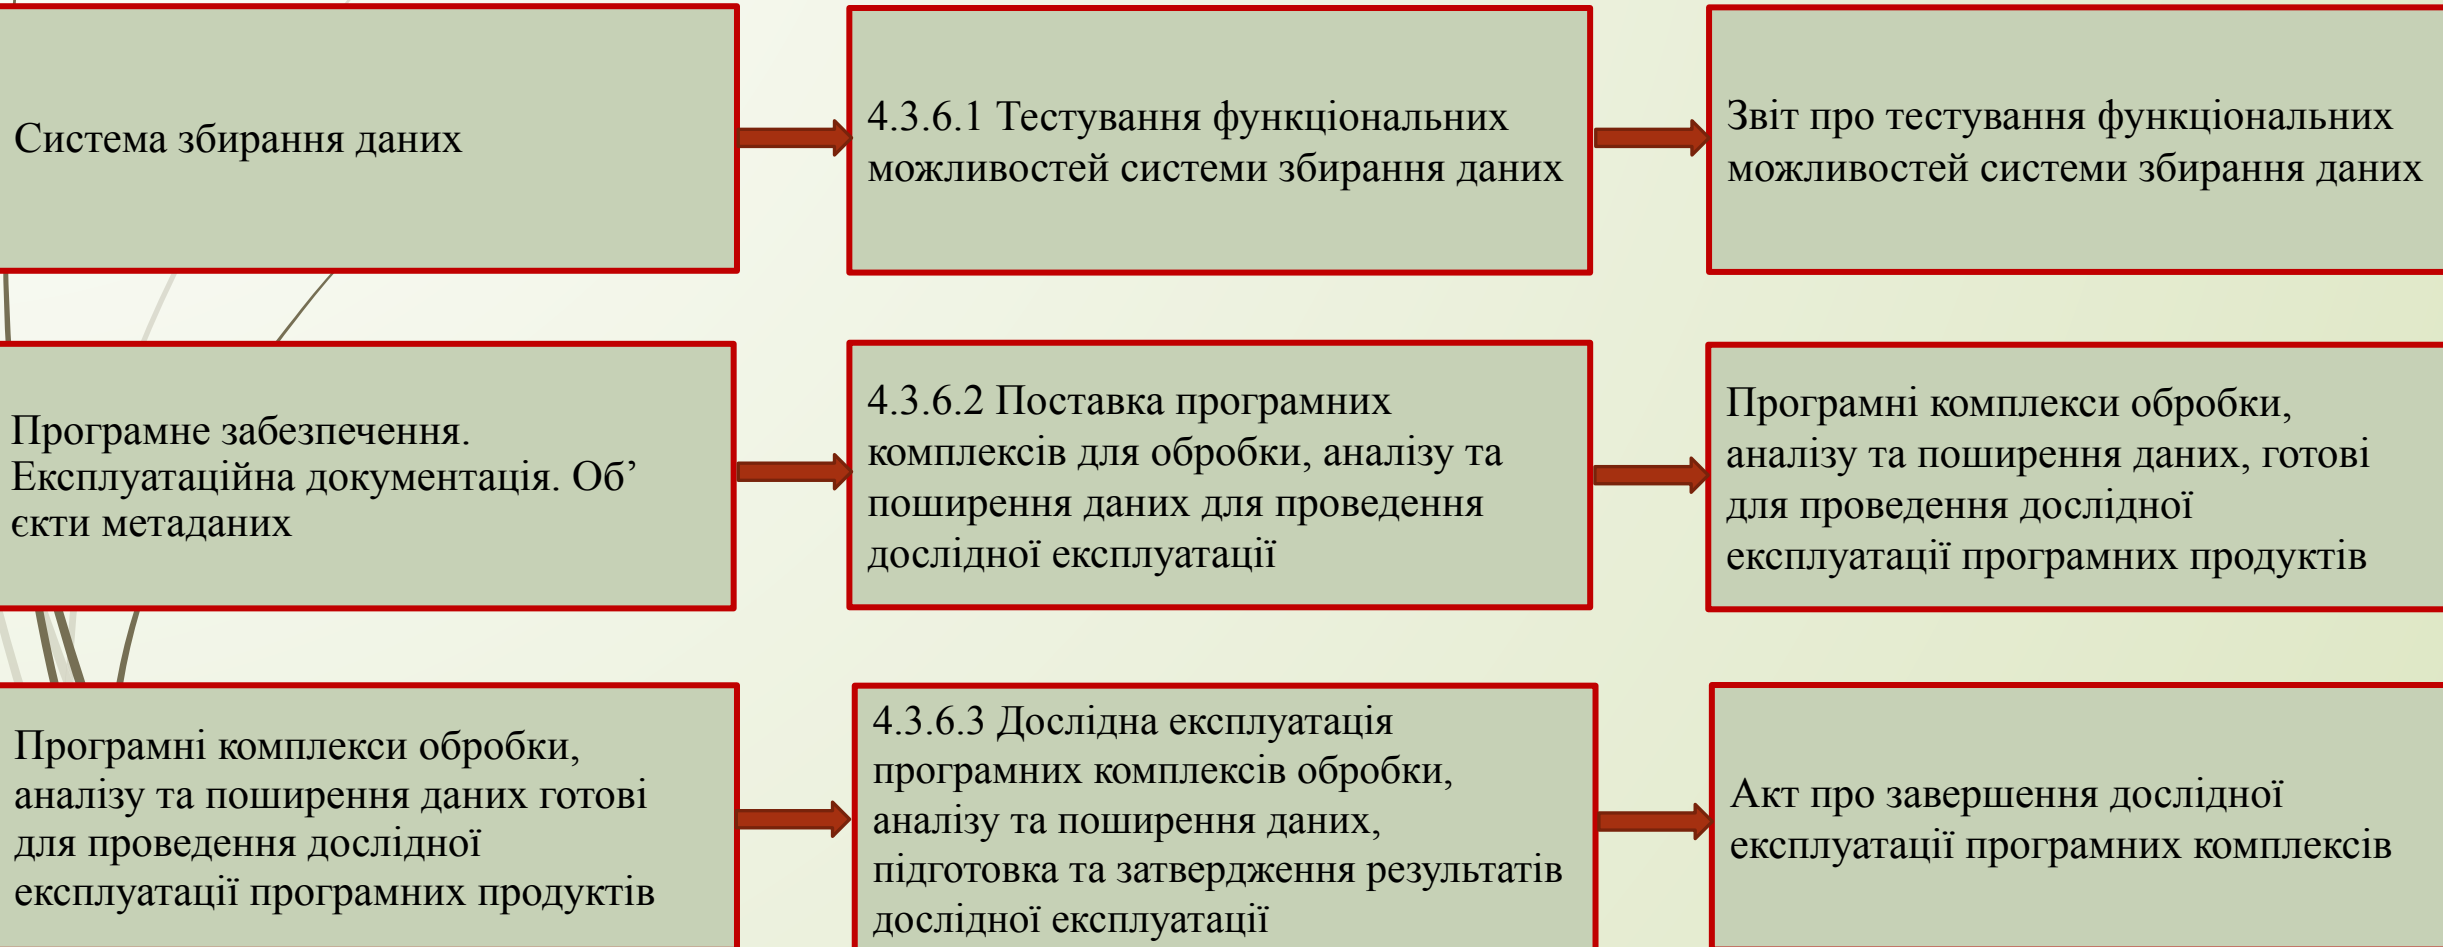 Система збирання даних
4.3.6.1 Тестування функціональних
можливостей системи збирання даних
Звіт про тестування функціональних
можливостей системи збирання даних
Програмне забезпечення.
Експлуатаційна документація. Об’
єкти метаданих
4.3.6.2 Поставка програмних
комплексів для обробки, аналізу та
поширення даних для проведення
дослідної експлуатації
Програмні комплекси обробки,
аналізу та поширення даних, готові
для проведення дослідної
експлуатації програмних продуктів
Програмні комплекси обробки,
аналізу та поширення даних готові
для проведення дослідної
експлуатації програмних продуктів
4.3.6.3 Дослідна експлуатація
програмних комплексів обробки,
аналізу та поширення даних,
підготовка та затвердження результатів
дослідної експлуатації
Акт про завершення дослідної
експлуатації програмних комплексів